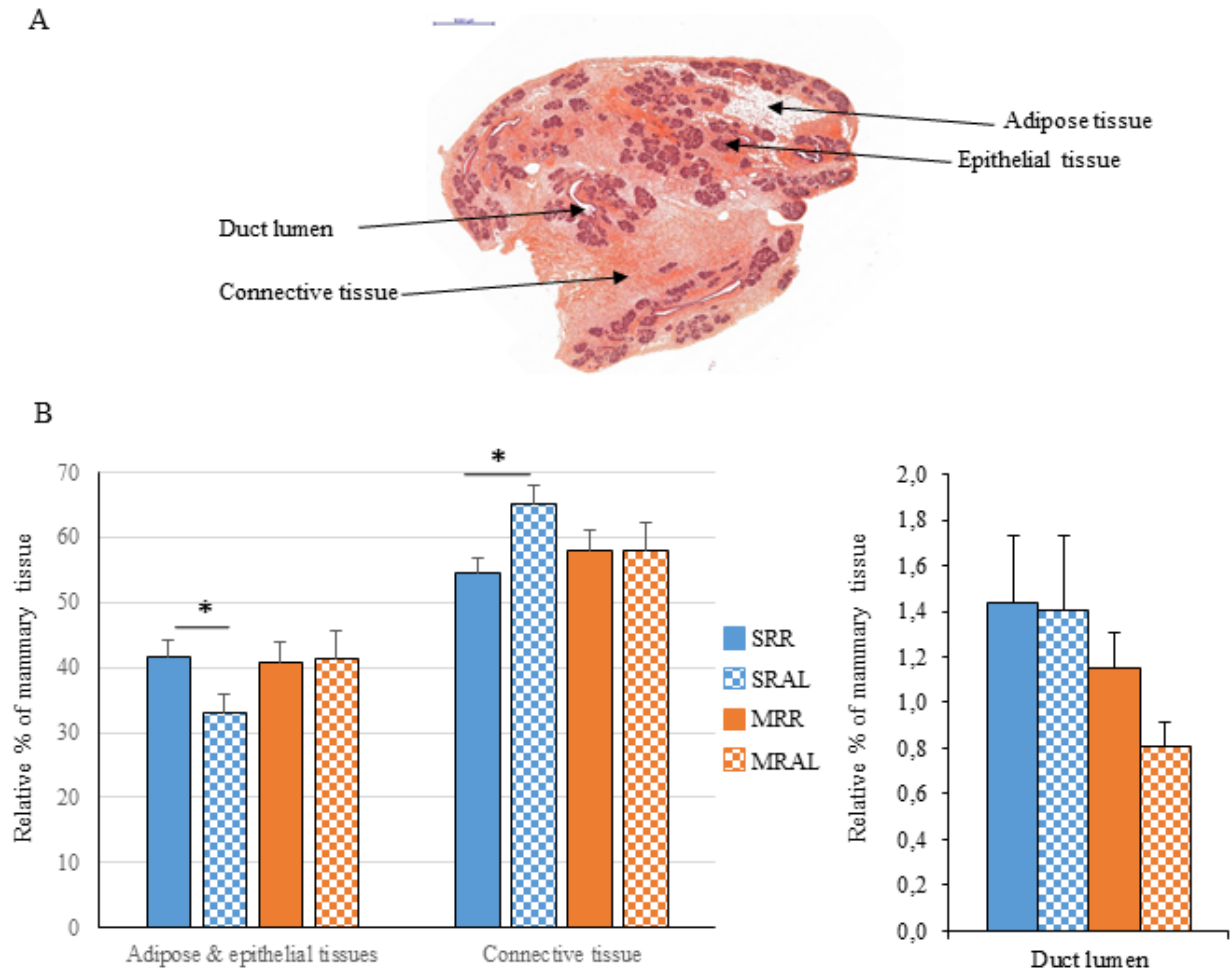 A
Adipose tissue
Epithelial tissue
Duct lumen
Connective tissue
B
Relative % of mammary tissue
70
60
50
40
30
20
10
0
*
*
Adipose & epithelial tissues
Connective tissue
SRR
SRAL
MRR
MRAL
Relative % of mammary tissue
2,0
1,8
1,6
1,4
1,2
1,0
0,8
0,6
0,4
0,2
0,0
Duct lumen